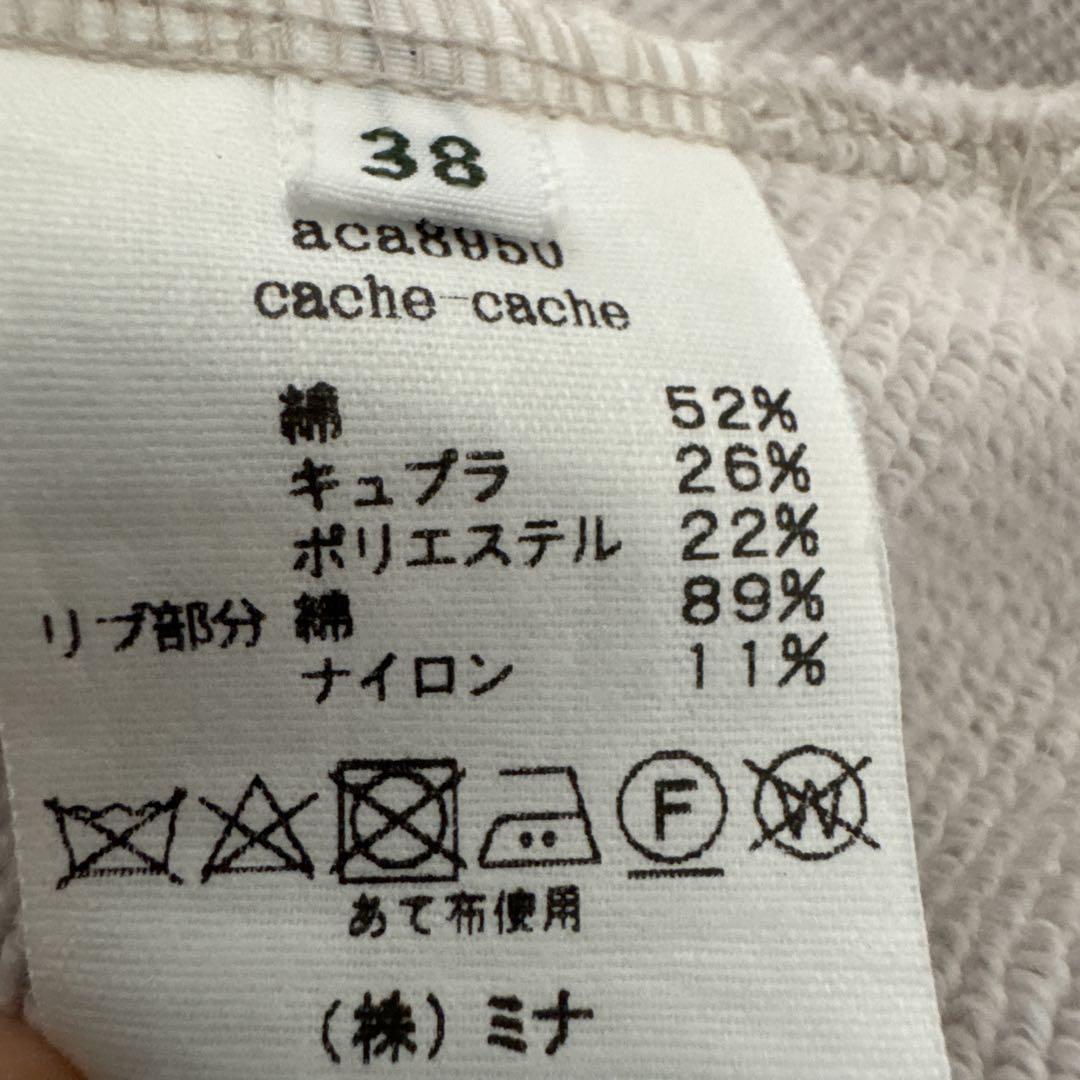 38
aca8950
cache-cache
綿 52%
キュプラ 26%
ポリエステル 22%
リブ部分 綿 89%
ナイロン 11%
F W
あて布使用
(株)ミナ